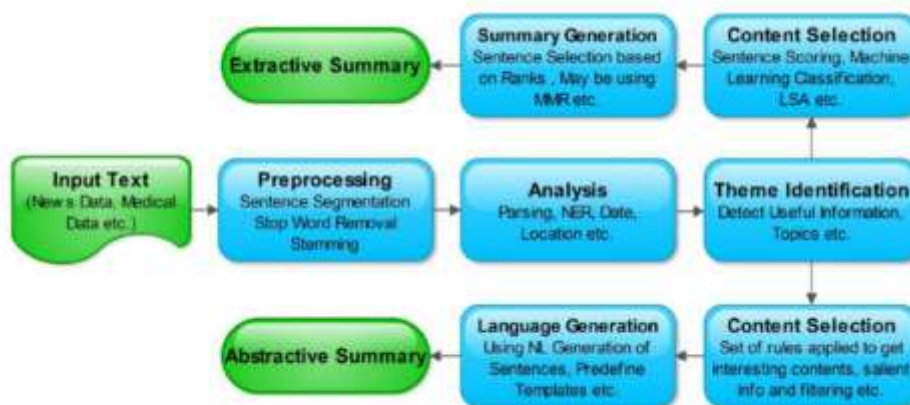 Summary Generation
Sentence Selection based
on Ranks , May be using
MMR etc.
Content Selection
Sentence Scoring, Machine
Learning Classification,
LSA etc.
Extractive Summary
Input Text
(News Data, Medical
Data etc.)
Preprocessing
Sentence Segmentation
Stop Word Removal
Stemming
Analysis
Parsing, NER, Date,
Location etc.
Theme Identification
Detect Useful Information,
Topics etc.
Abstractive Summary
Language Generation
Using NL Generation of
Sentences, Predefine
Templates etc.
Content Selection
Set of rules applied to get
interesting contents, salient
info and filtering etc.